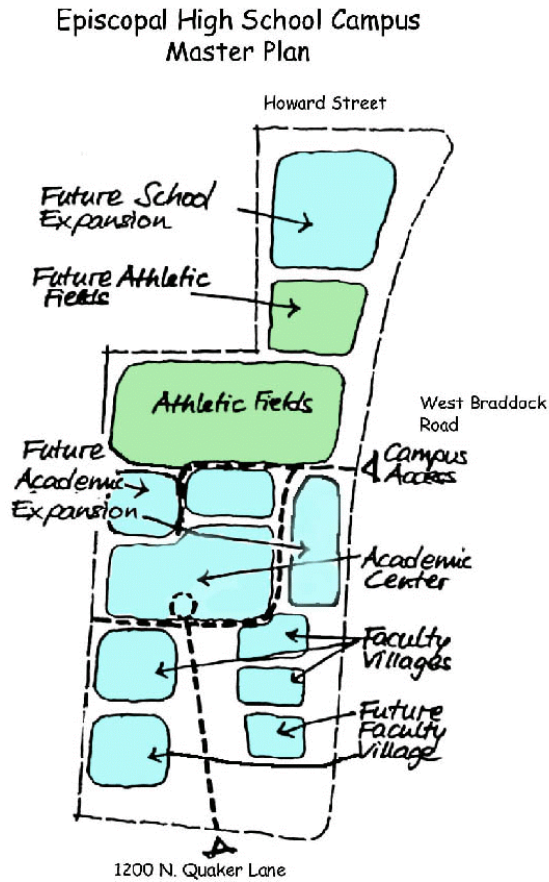 Episcopal High School Campus
Master Plan
Howard Street
Future School
Expansion
Future Athletic
Fields
Athletic Fields
West Braddock
Road
Campus
Access
Future
Academic
Expansion
Academic
Center
Faculty
Villages
Future
Faculty
Village
1200 N. Quaker Lane